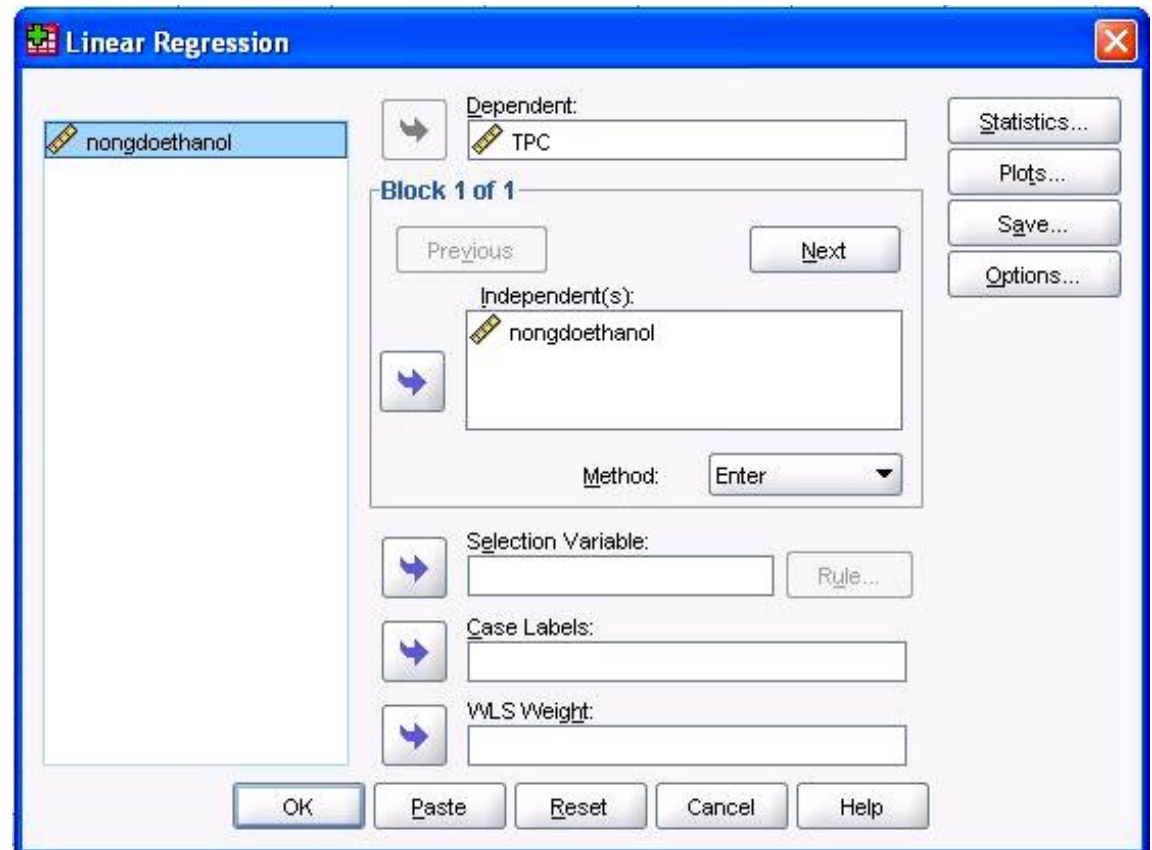 Linear Regression
nongdoethanol
Dependent:
TPC
Statistics...
Plots...
Save...
Options...
Block 1 of 1
Previous
Next
Independent(s):
nongdoethanol
Method:
Enter
Selection Variable:
Rule...
Case Labels:
WLS Weight:
OK
Paste
Reset
Cancel
Help